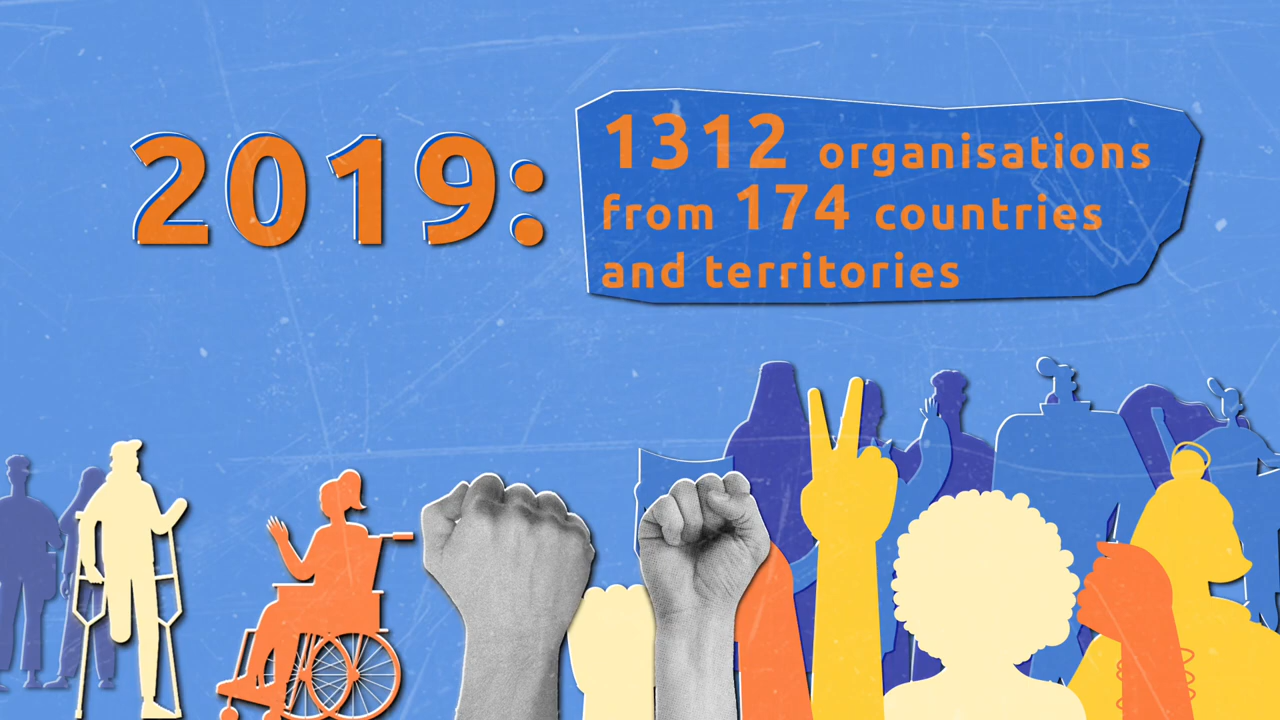 2019:
1312 organisations
from 174 countries
and territories